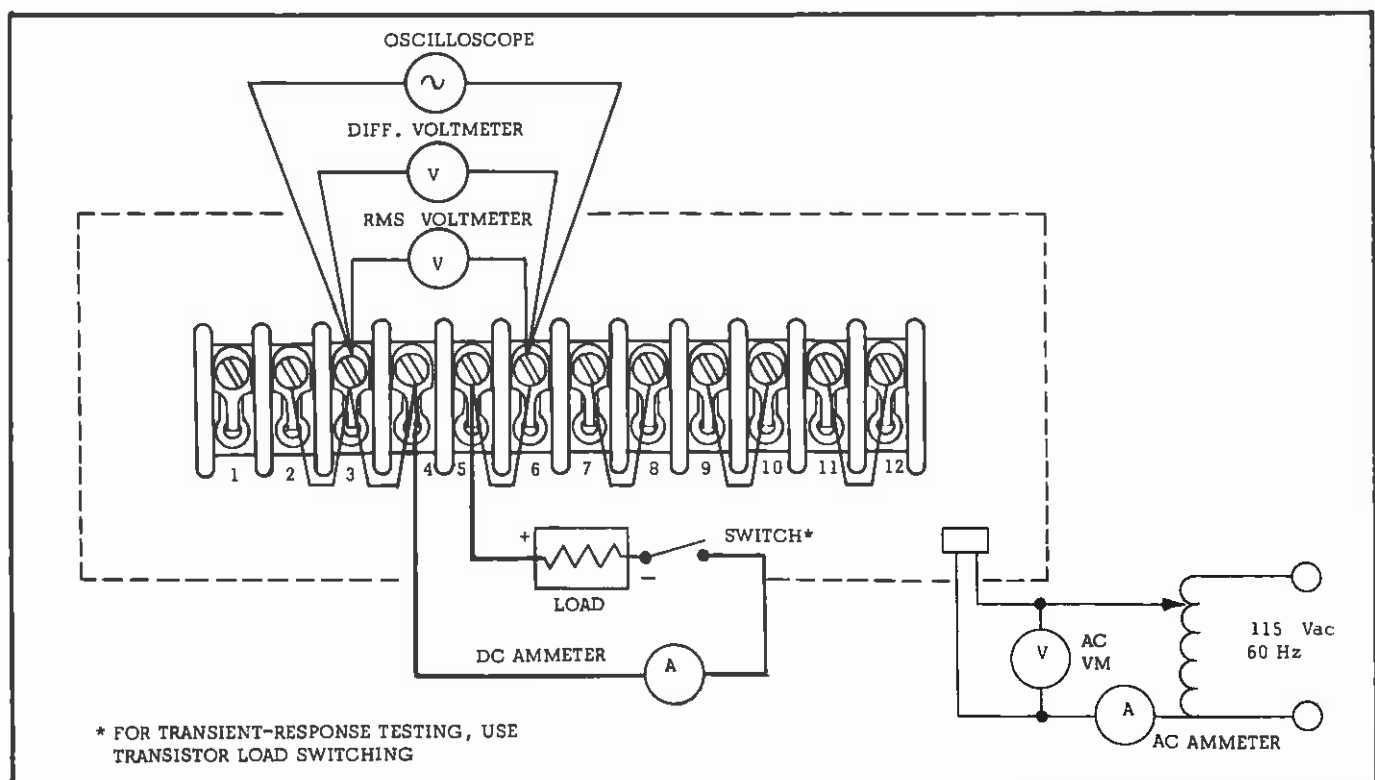 OSCILLOSCOPE
DIFF. VOLTMETER
V
RMS VOLTMETER
V
1 2 3 4 5 6 7 8 9 10 11 12
+
SWITCH*
−
LOAD
DC AMMETER
A
115 Vac
60 Hz
V
AC
VM
A
AC AMMETER
* FOR TRANSIENT-RESPONSE TESTING, USE
TRANSISTOR LOAD SWITCHING